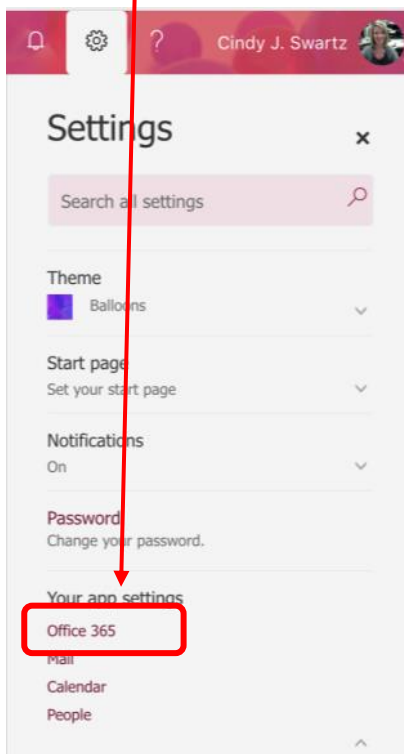 ? Cindy J. Swartz
Settings
Search all settings
Theme
Balloons
Start page
Set your start page
Notifications
On
Password
Change your password.
Your app settings
Office 365
Mail
Calendar
People